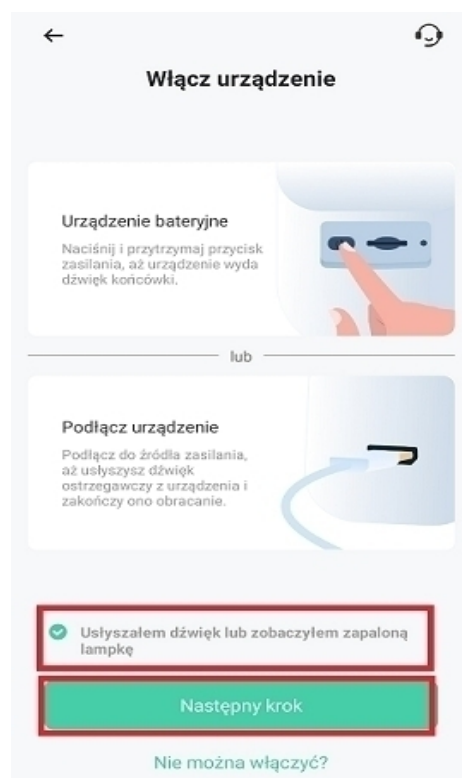 Włącz urządzenie
Urządzenie bateryjne
Naciśnij i przytrzymaj przycisk
zasilania, aż urządzenie wyda
dźwięk końcówki.
lub
Podłącz urządzenie
Podłącz do źródła zasilania,
aż usłyszysz dźwięk
ostrzegawczy z urządzenia i
zakończy ono obracanie.
Usłyszałem dźwięk lub zobaczyłem zapaloną
lampkę
Następny krok
Nie można włączyć?